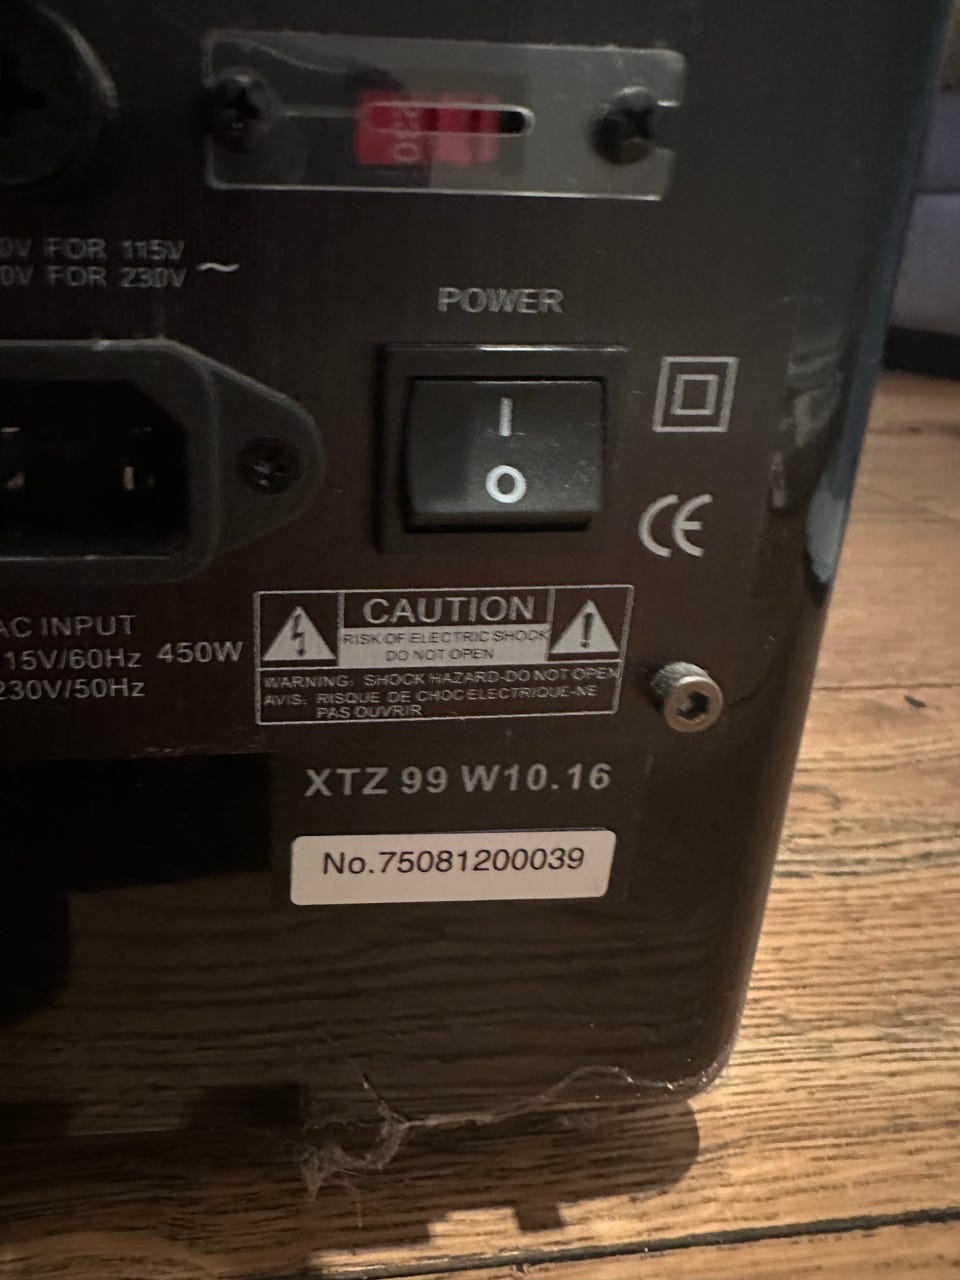 230
0V FOR 115V
0V FOR 230V ~
POWER
I
O
CE
AC INPUT
115V/60Hz 450W
230V/50Hz
CAUTION
RISK OF ELECTRIC SHOCK
DO NOT OPEN
WARNING: SHOCK HAZARD-DO NOT OPEN
AVIS: RISQUE DE CHOC ELECTRIQUE-NE
PAS OUVRIR
XTZ 99 W10.16
No.75081200039